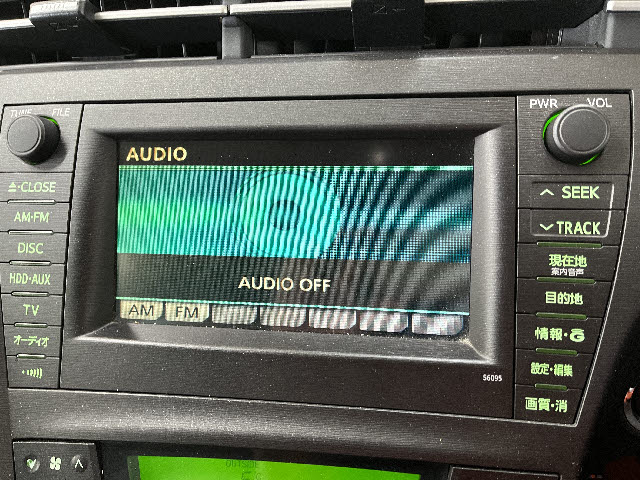 TUNE FILE
▲·CLOSE
AM·FM
DISC
HDD·AUX
TV
オーディオ
AUDIO
AUDIO OFF
AM FM
56095
PWR VOL
∧ SEEK
∨ TRACK
現在地
案内音声
目的地
情報·G
設定·編集
画質·消